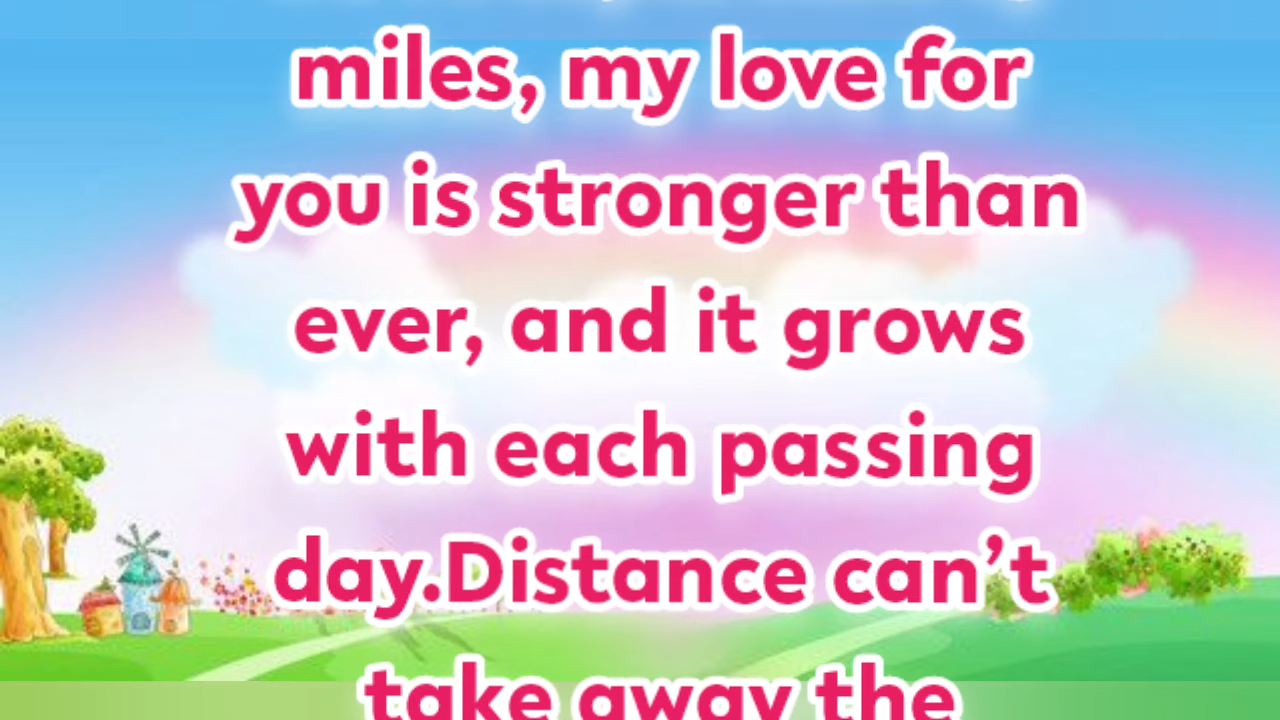 miles, my love for
you is stronger than
ever, and it grows
with each passing
day.Distance can’t
take away the